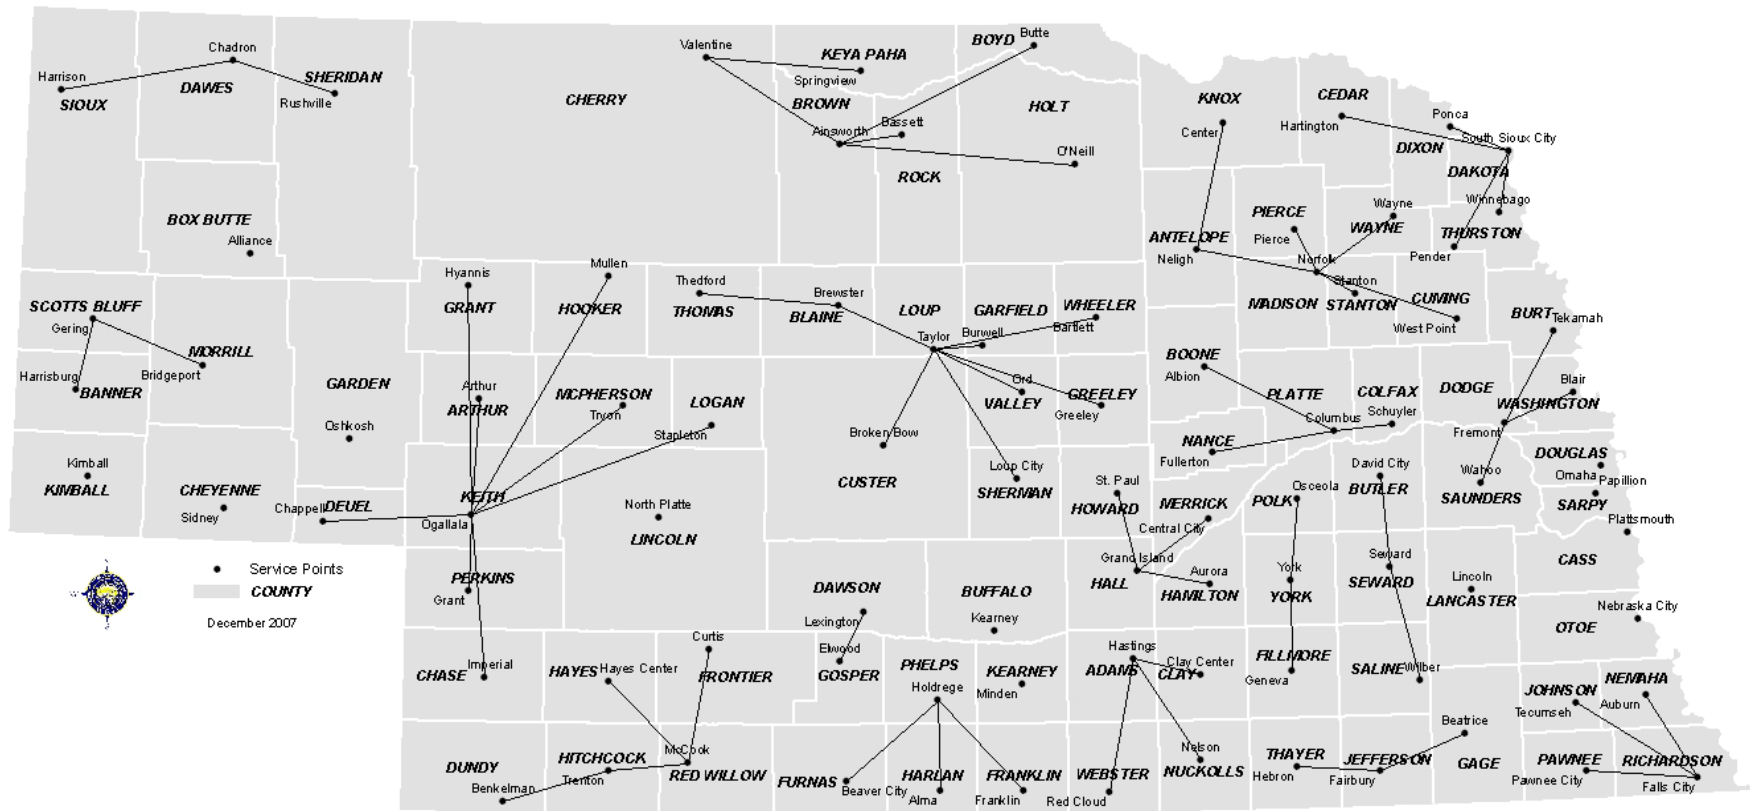 Chadron
Harrison
SIOUX
DAWES
SHERIDAN
Rushville
CHERRY
Valentine
KEYA PAHA
Springview
BOYD
Butte
BROWN
Ainsworth
Bassett
HOLT
O'Neill
ROCK
KNOX
Center
CEDAR
Hartington
Ponca
South Sioux City
DIXON
DAKOTA
Winnebago
THURSTON
Pender
BOX BUTTE
Alliance
PIERCE
Pierce
Wayne
WAYNE
ANTELOPE
Neligh
Norfolk
Stanton
MADISON
STANTON
CUMING
West Point
BURT
Tekamah
SCOTTS BLUFF
Gering
Harrisburg
BANNER
MORRILL
Bridgeport
GARDEN
Oshkosh
Hyannis
GRANT
Mullen
HOOKER
Thedford
THOMAS
Brewster
BLAINE
LOUP
Taylor
GARFIELD
Burwell
WHEELER
Bartlett
Arthur
ARTHUR
MCPHERSON
Tryon
LOGAN
Stapleton
Broken Bow
CUSTER
Ord
VALLEY
GREELEY
Greeley
BOONE
Albion
PLATTE
Columbus
COLFAX
Schuyler
DODGE
Blair
WASHINGTON
Fremont
NANCE
Fullerton
DOUGLAS
Omaha
Papillion
SARPY
Kimball
KIMBALL
CHEYENNE
Sidney
Chappell
DEUEL
KEITH
Ogallala
North Platte
LINCOLN
Loup City
SHERMAN
St. Paul
HOWARD
MERRICK
Central City
POLK
Osceola
David City
BUTLER
Wahoo
SAUNDERS
Plattsmouth
CASS
Grand Island
HALL
Aurora
HAMILTON
York
YORK
Seward
SEWARD
Lincoln
LANCASTER
Nebraska City
OTOE
Service Points
COUNTY
December 2007
PERKINS
Grant
DAWSON
Lexington
BUFFALO
Kearney
CHASE
Imperial
HAYES
Hayes Center
Curtis
FRONTIER
Elwood
GOSPER
PHELPS
Holdrege
KEARNEY
Minden
Hastings
ADAMS
Clay Center
CLAY
FILLMORE
Geneva
SALINE
Wilber
JOHNSON
Tecumseh
NEMAHA
Auburn
DUNDY
Benkelman
HITCHCOCK
Trenton
McCook
RED WILLOW
FURNAS
Beaver City
HARLAN
Alma
FRANKLIN
Franklin
WEBSTER
Red Cloud
Nelson
NUCKOLLS
THAYER
Hebron
JEFFERSON
Fairbury
Beatrice
GAGE
PAWNEE
Pawnee City
RICHARDSON
Falls City